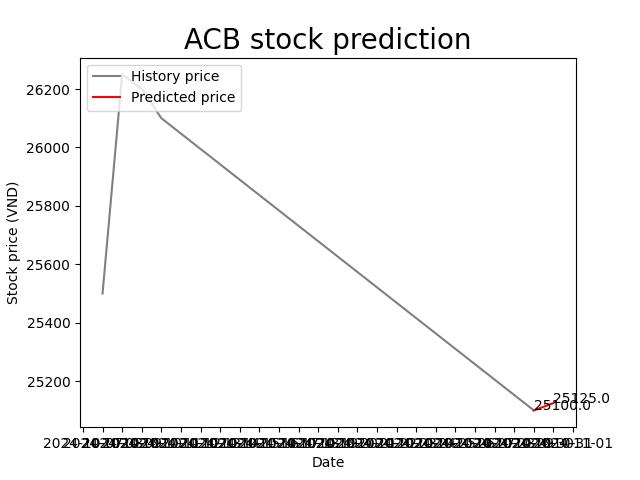 ACB stock prediction
History price
Predicted price
26200
26000
25800
25600
25400
25200
Stock price (VND)
25125.0
25100.0
Date